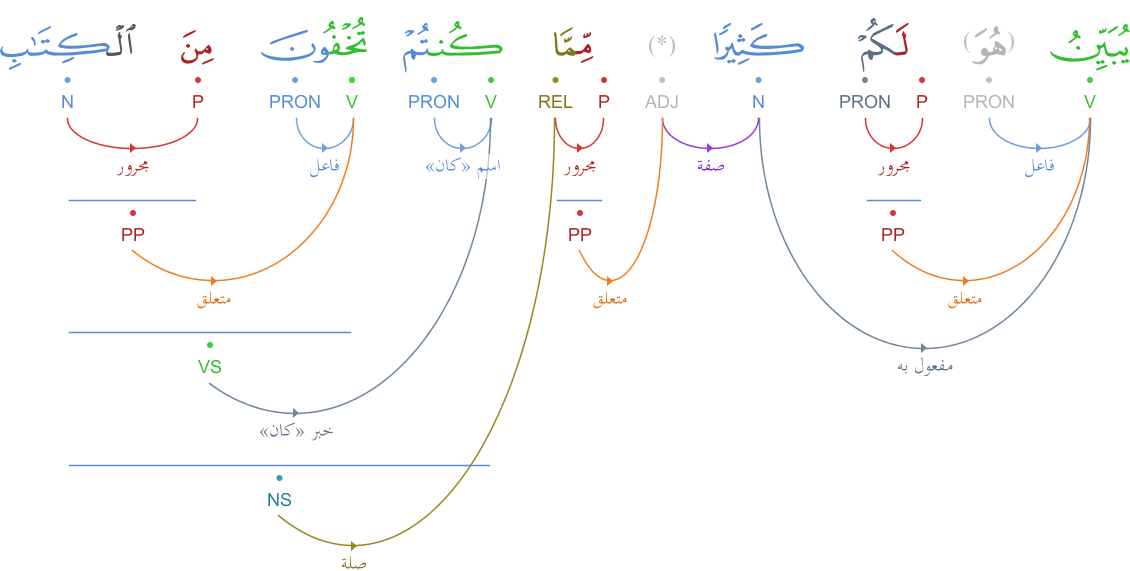 يُبَيِّنُ (هُوَ) لَكُمْ كَثِيرًا (*) مِّمَّا كُنتُمْ تُخْفُونَ مِنَ ٱلْكِتَٰبِ
V PRON P PRON N ADJ P REL V PRON V PRON P N
فاعل مجرور صفة مجرور اسم «كان» فاعل مجرور
PP PP PP
متعلق متعلق متعلق
VS
مفعول به
خبر «كان»
NS
صلة